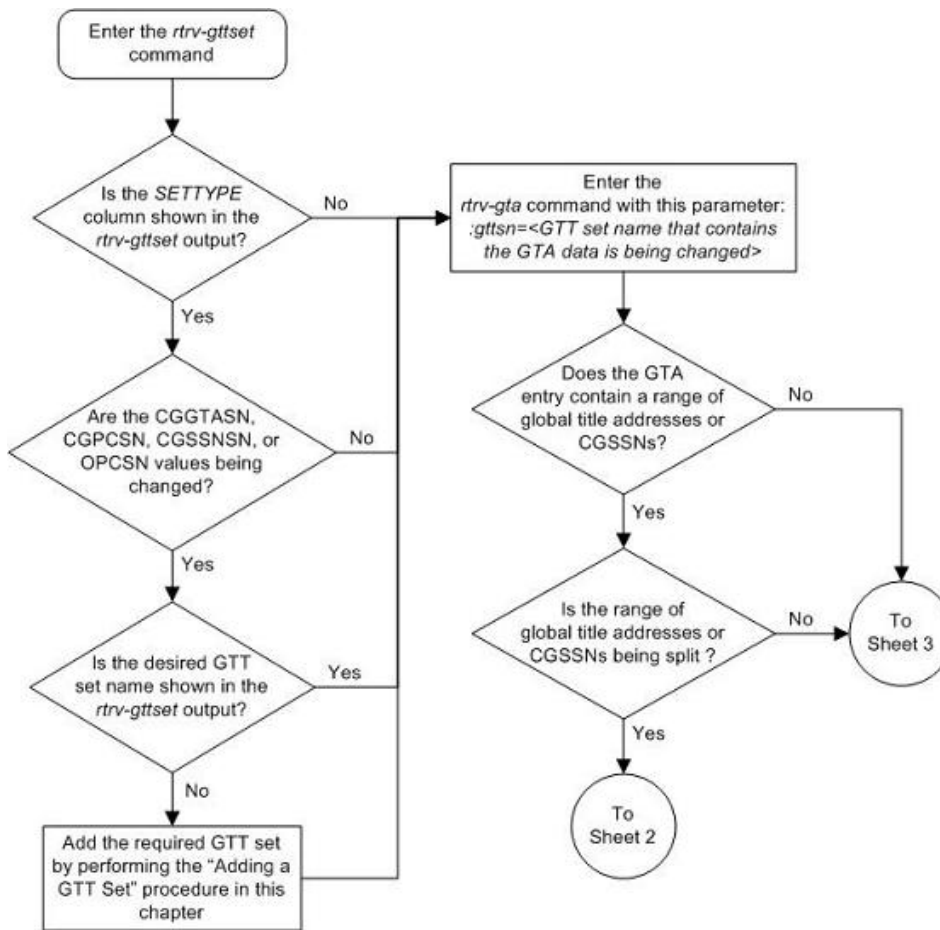 Enter the rtrv-gttset
command
Is the SETTYPE
column shown in the
rtrv-gttset output?
No
Yes
Are the CGGTASN,
CGPCSN, CGSSNSN, or
OPCSN values being
changed?
No
Yes
Is the desired GTT
set name shown in the
rtrv-gttset output?
Yes
No
Add the required GTT set
by performing the “Adding a
GTT Set” procedure in this
chapter
Enter the
rtrv-gta command with this parameter:
:gttsn=<GTT set name that contains
the GTA data is being changed>
Does the GTA
entry contain a range of
global title addresses or
CGSSNs?
No
Yes
Is the range of
global title addresses or
CGSSNs being split ?
No
To
Sheet 3
Yes
To
Sheet 2